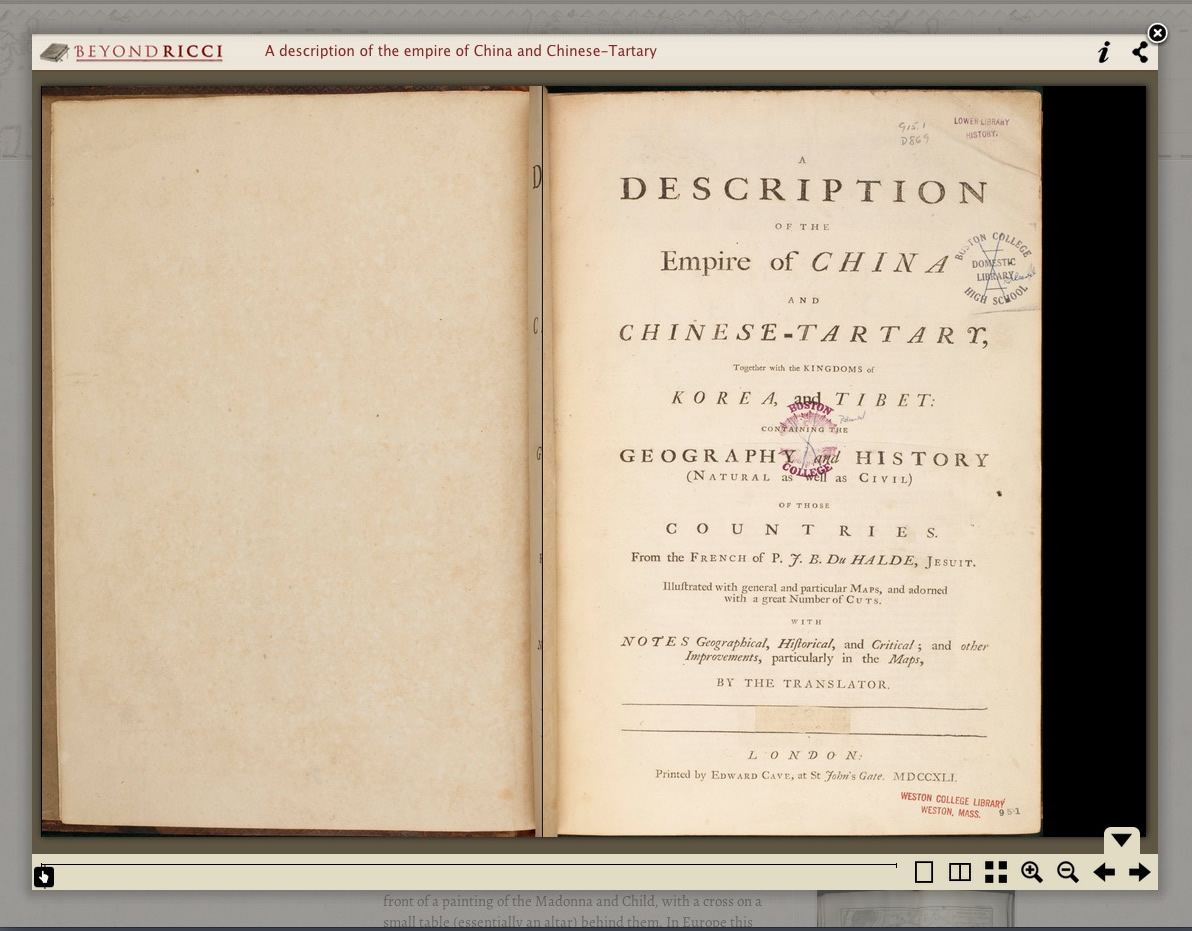 BEYONDRICCI
A description of the empire of China and Chinese-Tartary
915.1
D869
LOWER LIBRARY
HISTORY.
A
DESCRIPTION
OF THE
Empire of CHINA
BOSTON COLLEGE
DOMESTIC
LIBRARY
HIGH SCHOOL
AND
CHINESE-TARTARY,
Together with the KINGDOMS of
KOREA, and TIBET:
BOSTON
COLLEGE
CONTAINING THE
GEOGRAPHY and HISTORY
(NATURAL as well as CIVIL)
OF THOSE
COUNTRIES.
From the FRENCH of P. J. B. Du HALDE, JESUIT.
Illuſtrated with general and particular MAPS, and adorned
with a great Number of CUTS.
WITH
NOTES Geographical, Hiſtorical, and Critical; and other
Improvements, particularly in the Maps,
BY THE TRANSLATOR.
LONDON:
Printed by EDWARD CAVE, at St John's Gate. MDCCXLI.
WESTON COLLEGE LIBRARY
WESTON, MASS.
951
front of a painting of the Madonna and Child, with a cross on a
small table (essentially an altar) behind them. In Europe this